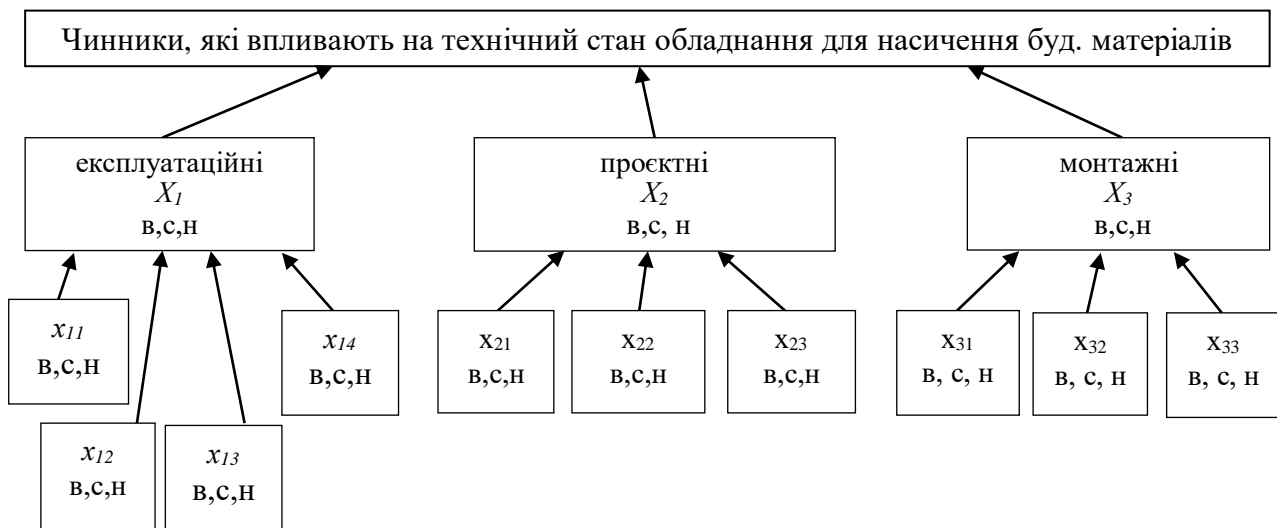 Чинники, які впливають на технічний стан обладнання для насичення буд. матеріалів
експлуатаційні
X1
в,с,н
проєктні
X2
в,с, н
монтажні
X3
в,с,н
x11
в,с,н
x12
в,с,н
x13
в,с,н
x14
в,с,н
x21
в,с,н
x22
в,с,н
x23
в,с,н
x31
в, с, н
x32
в, с, н
x33
в, с, н